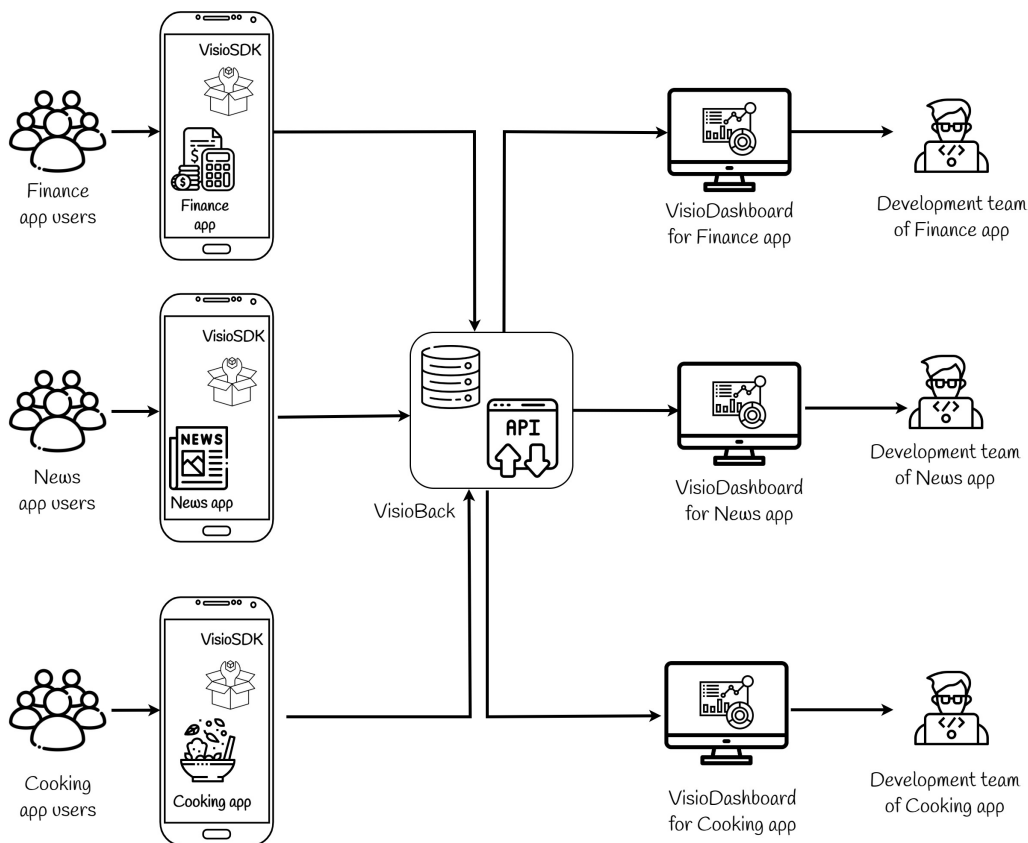 VisioSDK
Finance
app
Finance
app users
VisioDashboard
for Finance app
Development team
of Finance app
VisioSDK
NEWS
News app
News
app users
API
VisioBack
VisioDashboard
for News app
Development team
of News app
VisioSDK
Cooking app
Cooking
app users
VisioDashboard
for Cooking app
</>
Development team
of Cooking app
</>
</>